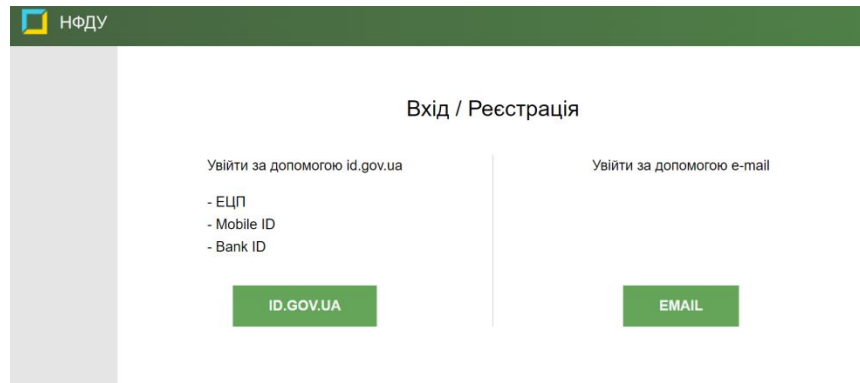 НФДУ
Вхід / Реєстрація
Увійти за допомогою id.gov.ua
- ЕЦП
- Mobile ID
- Bank ID
ID.GOV.UA
Увійти за допомогою e-mail
EMAIL